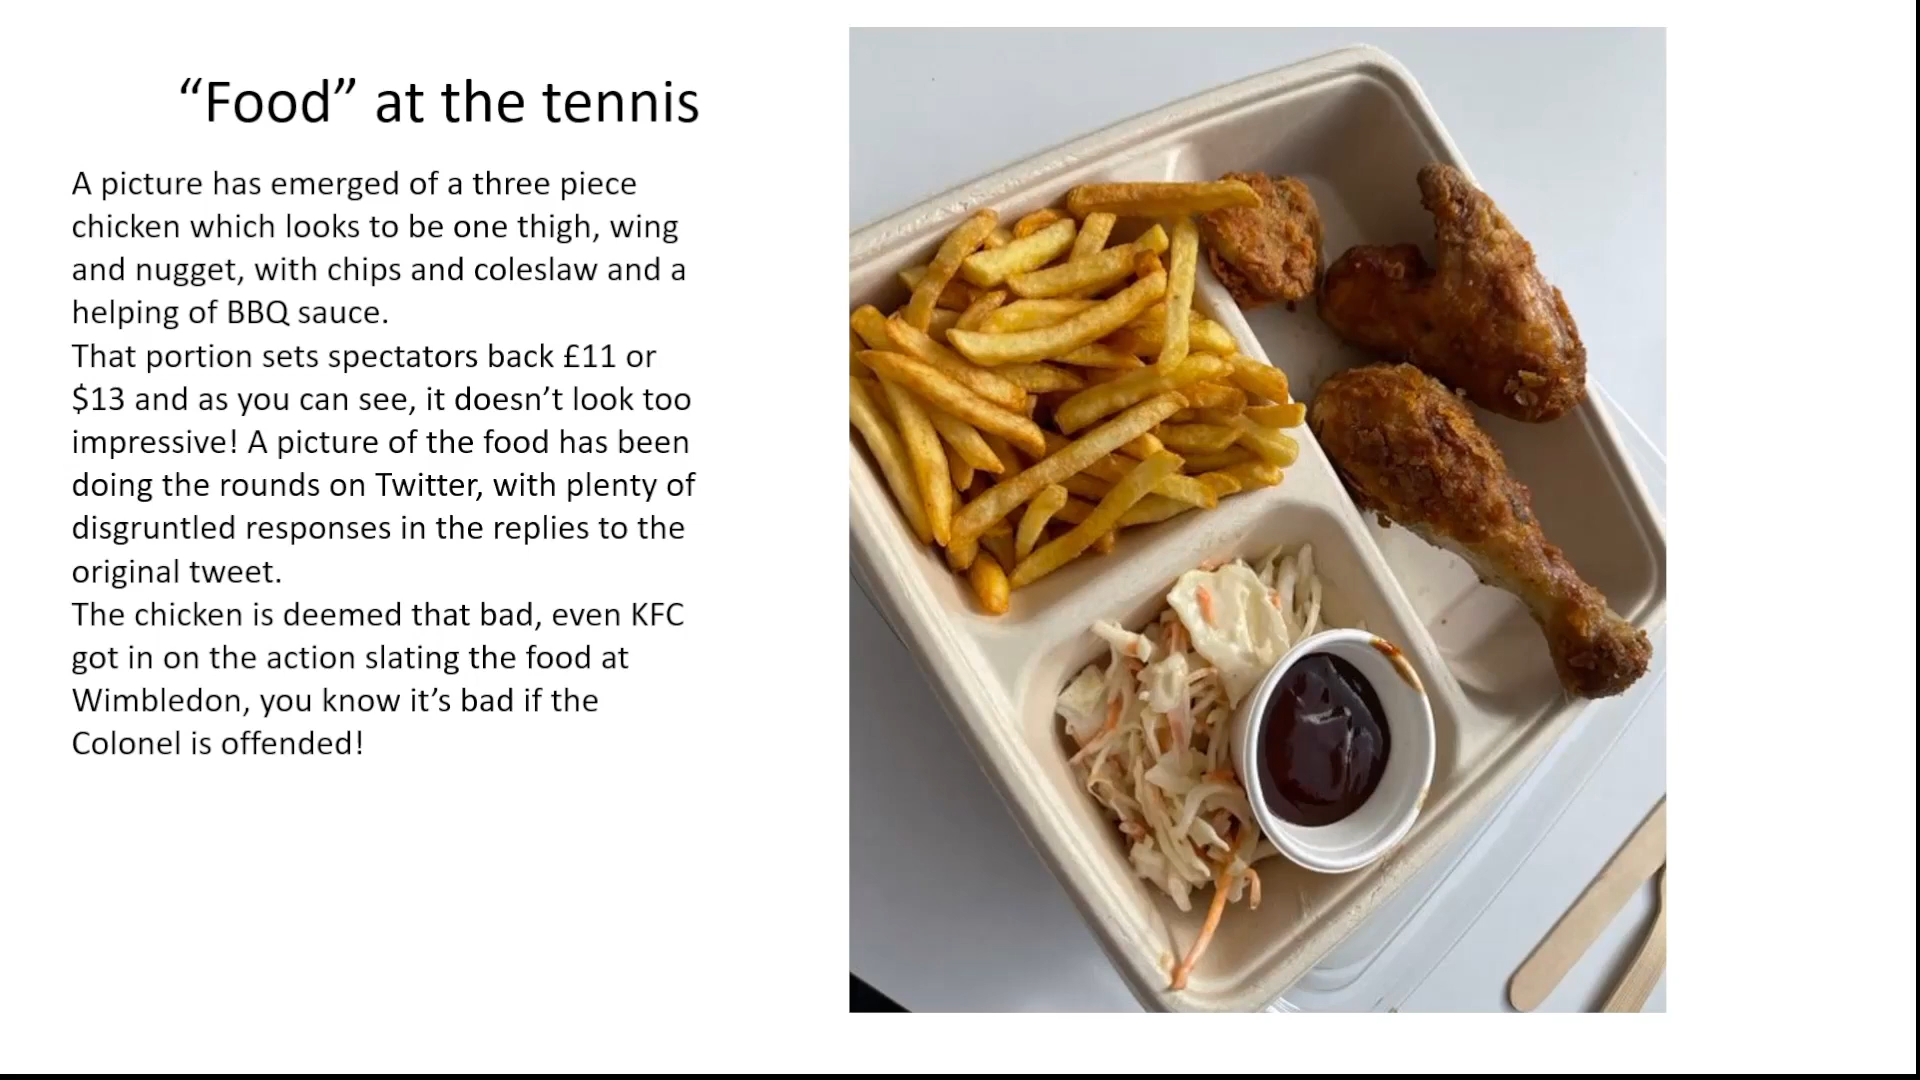 “Food” at the tennis
A picture has emerged of a three piece
chicken which looks to be one thigh, wing
and nugget, with chips and coleslaw and a
helping of BBQ sauce.
That portion sets spectators back £11 or
$13 and as you can see, it doesn’t look too
impressive! A picture of the food has been
doing the rounds on Twitter, with plenty of
disgruntled responses in the replies to the
original tweet.
The chicken is deemed that bad, even KFC
got in on the action slating the food at
Wimbledon, you know it’s bad if the
Colonel is offended!